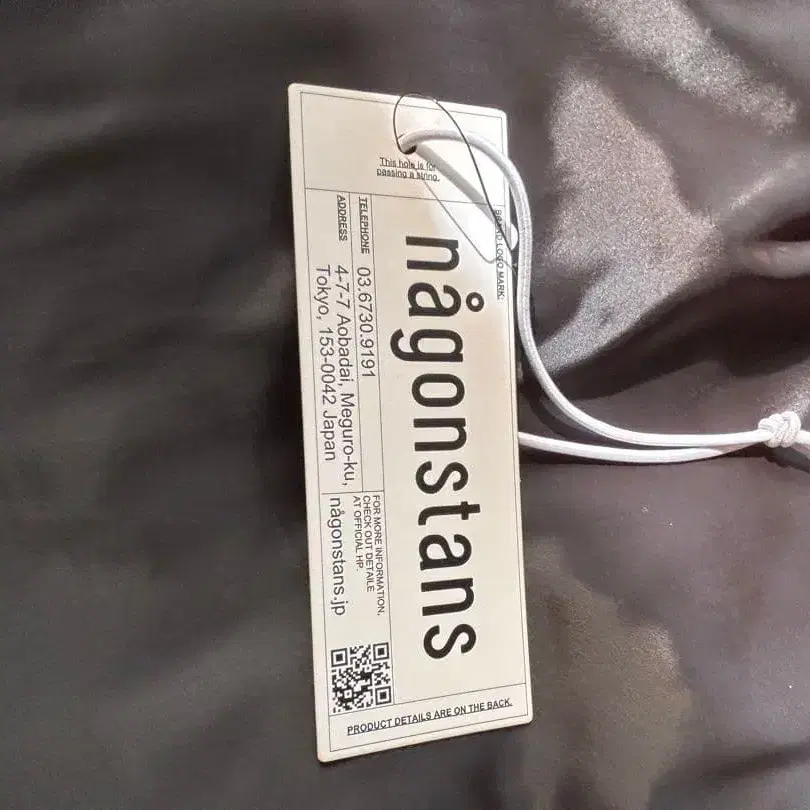 This hole is for
passing a string.
BRAND LOGO MARK:
någonstans
TELEPHONE 03.6730.9191
ADDRESS 4-7-7 Aobadai, Meguro-ku,
Tokyo, 153-0042 Japan
FOR MORE INFORMATION,
CHECK OUT DETAILE
AT OFFICIAL HP.
någonstans.jp
PRODUCT DETAILS ARE ON THE BACK.